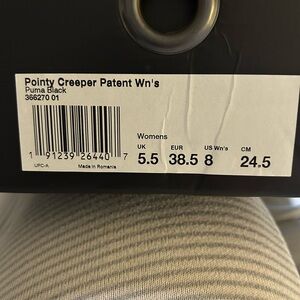 Pointy Creeper Patent Wn's
Puma Black
366270 01
Womens
UK EUR US Wn's CM
5.5 38.5 8 24.5
1 91239 26440 7
UPC-A Made in Romania